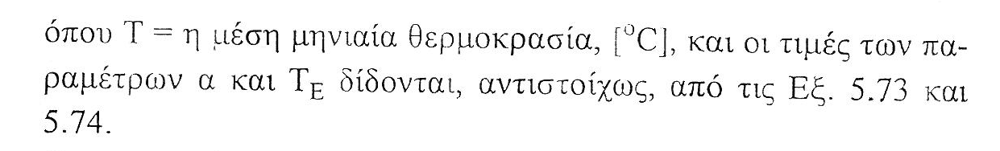 όπου T = η μέση μηνιαία θερμοκρασία, [°C], και οι τιμές των πα-
ραμέτρων α και T_E δίδονται, αντιστοίχως, από τις Εξ. 5.73 και
5.74.